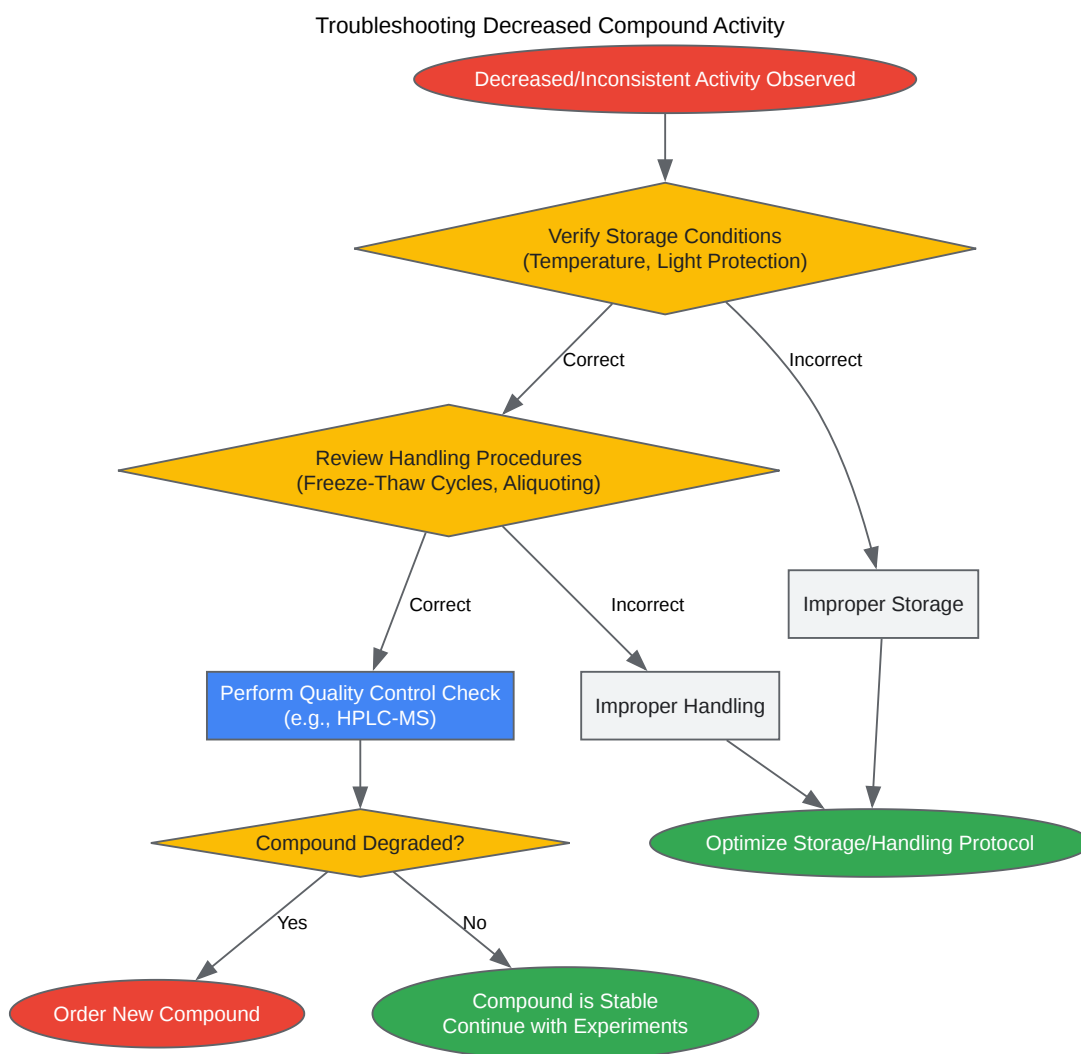 Troubleshooting Decreased Compound Activity
Decreased/Inconsistent Activity Observed
Verify Storage Conditions
(Temperature, Light Protection)
Correct
Incorrect
Review Handling Procedures
(Freeze-Thaw Cycles, Aliquoting)
Correct
Incorrect
Improper Storage
Perform Quality Control Check
(e.g., HPLC-MS)
Improper Handling
Compound Degraded?
Optimize Storage/Handling Protocol
Yes
No
Order New Compound
Compound is Stable
Continue with Experiments